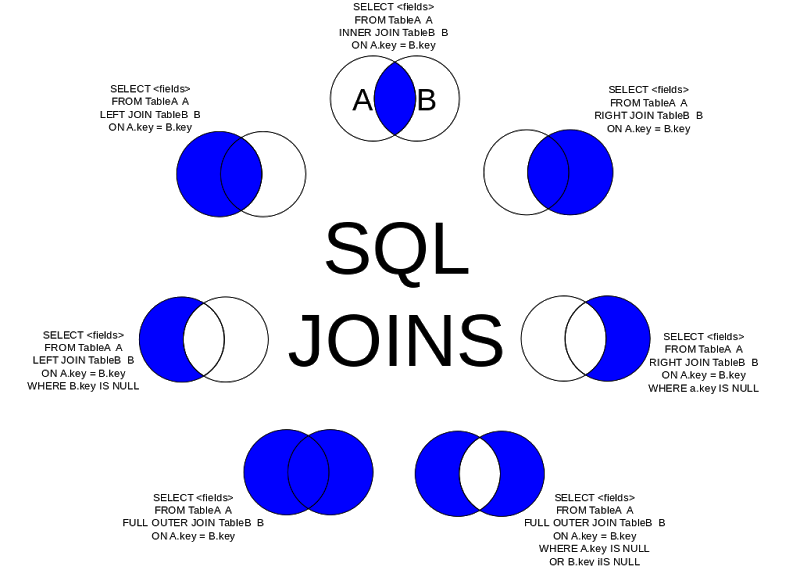 SELECT <fields>
FROM TableA A
INNER JOIN TableB B
ON A.key = B.key
A B
SELECT <fields>
FROM TableA A
LEFT JOIN TableB B
ON A.key = B.key
SELECT <fields>
FROM TableA A
RIGHT JOIN TableB B
ON A.key = B.key
SQL
JOINS
SELECT <fields>
FROM TableA A
LEFT JOIN TableB B
ON A.key = B.key
WHERE B.key IS NULL
SELECT <fields>
FROM TableA A
RIGHT JOIN TableB B
ON A.key = B.key
WHERE a.key IS NULL
SELECT <fields>
FROM TableA A
FULL OUTER JOIN TableB B
ON A.key = B.key
SELECT <fields>
FROM TableA A
FULL OUTER JOIN TableB B
ON A.key = B.key
WHERE A.key IS NULL
OR B.key iIS NULL